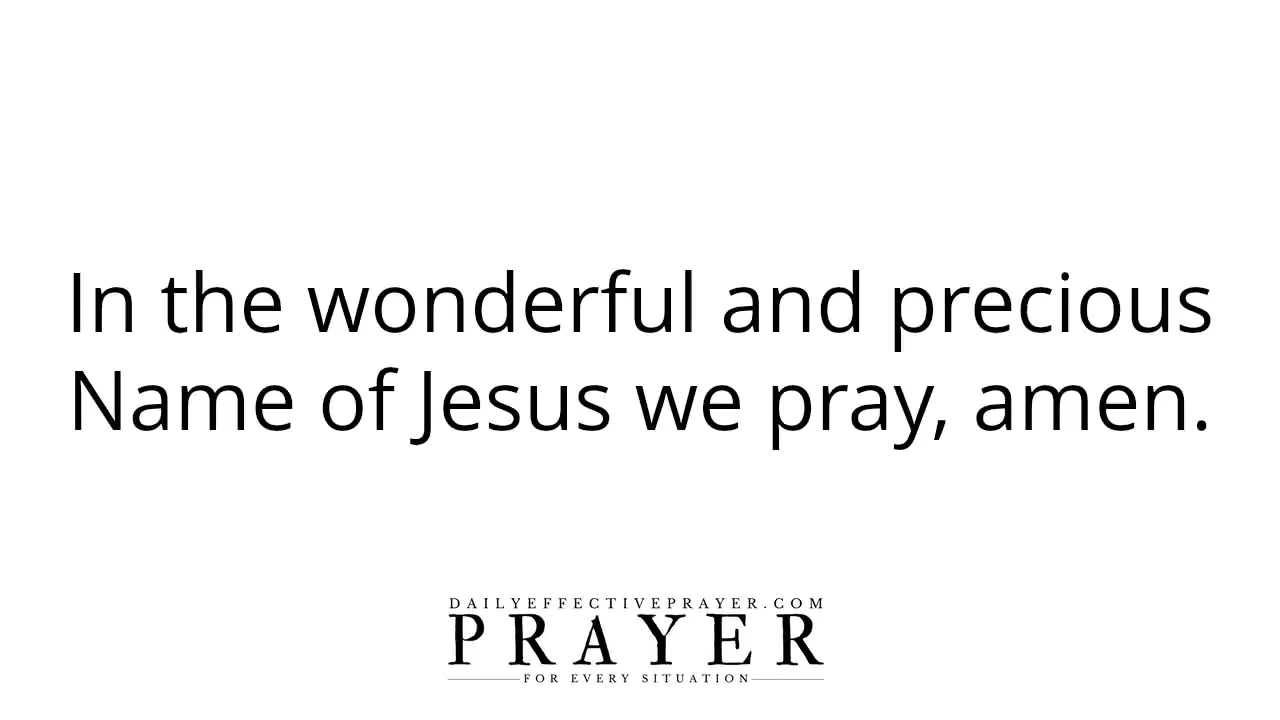 In the wonderful and precious
Name of Jesus we pray, amen.
DAILYEFFECTIVEPRAYER.COM
PRAYER
FOR EVERY SITUATION